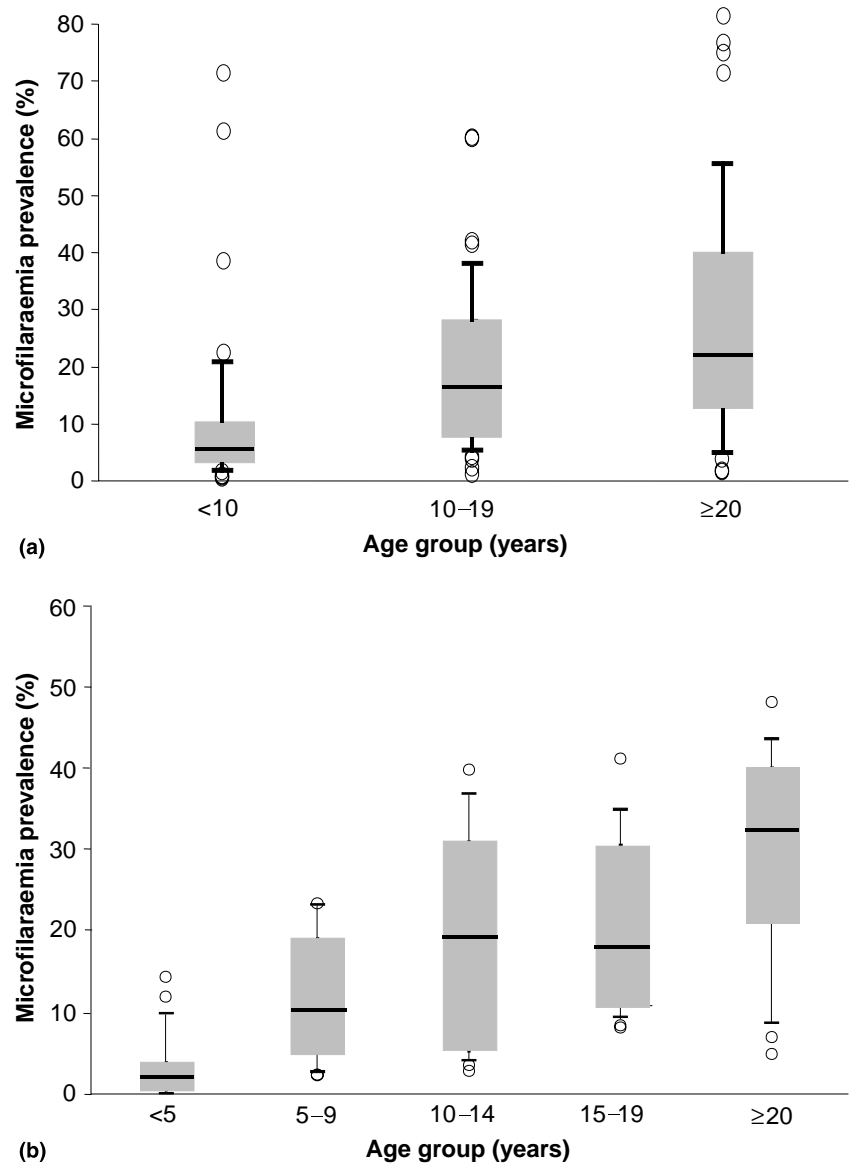 80
70
60
50
40
30
20
10
0
Microfilaraemia prevalence (%)
<10 10–19 ≥20
(a) Age group (years)
60
50
40
30
20
10
0
Microfilaraemia prevalence (%)
<5 5–9 10–14 15–19 ≥20
(b) Age group (years)